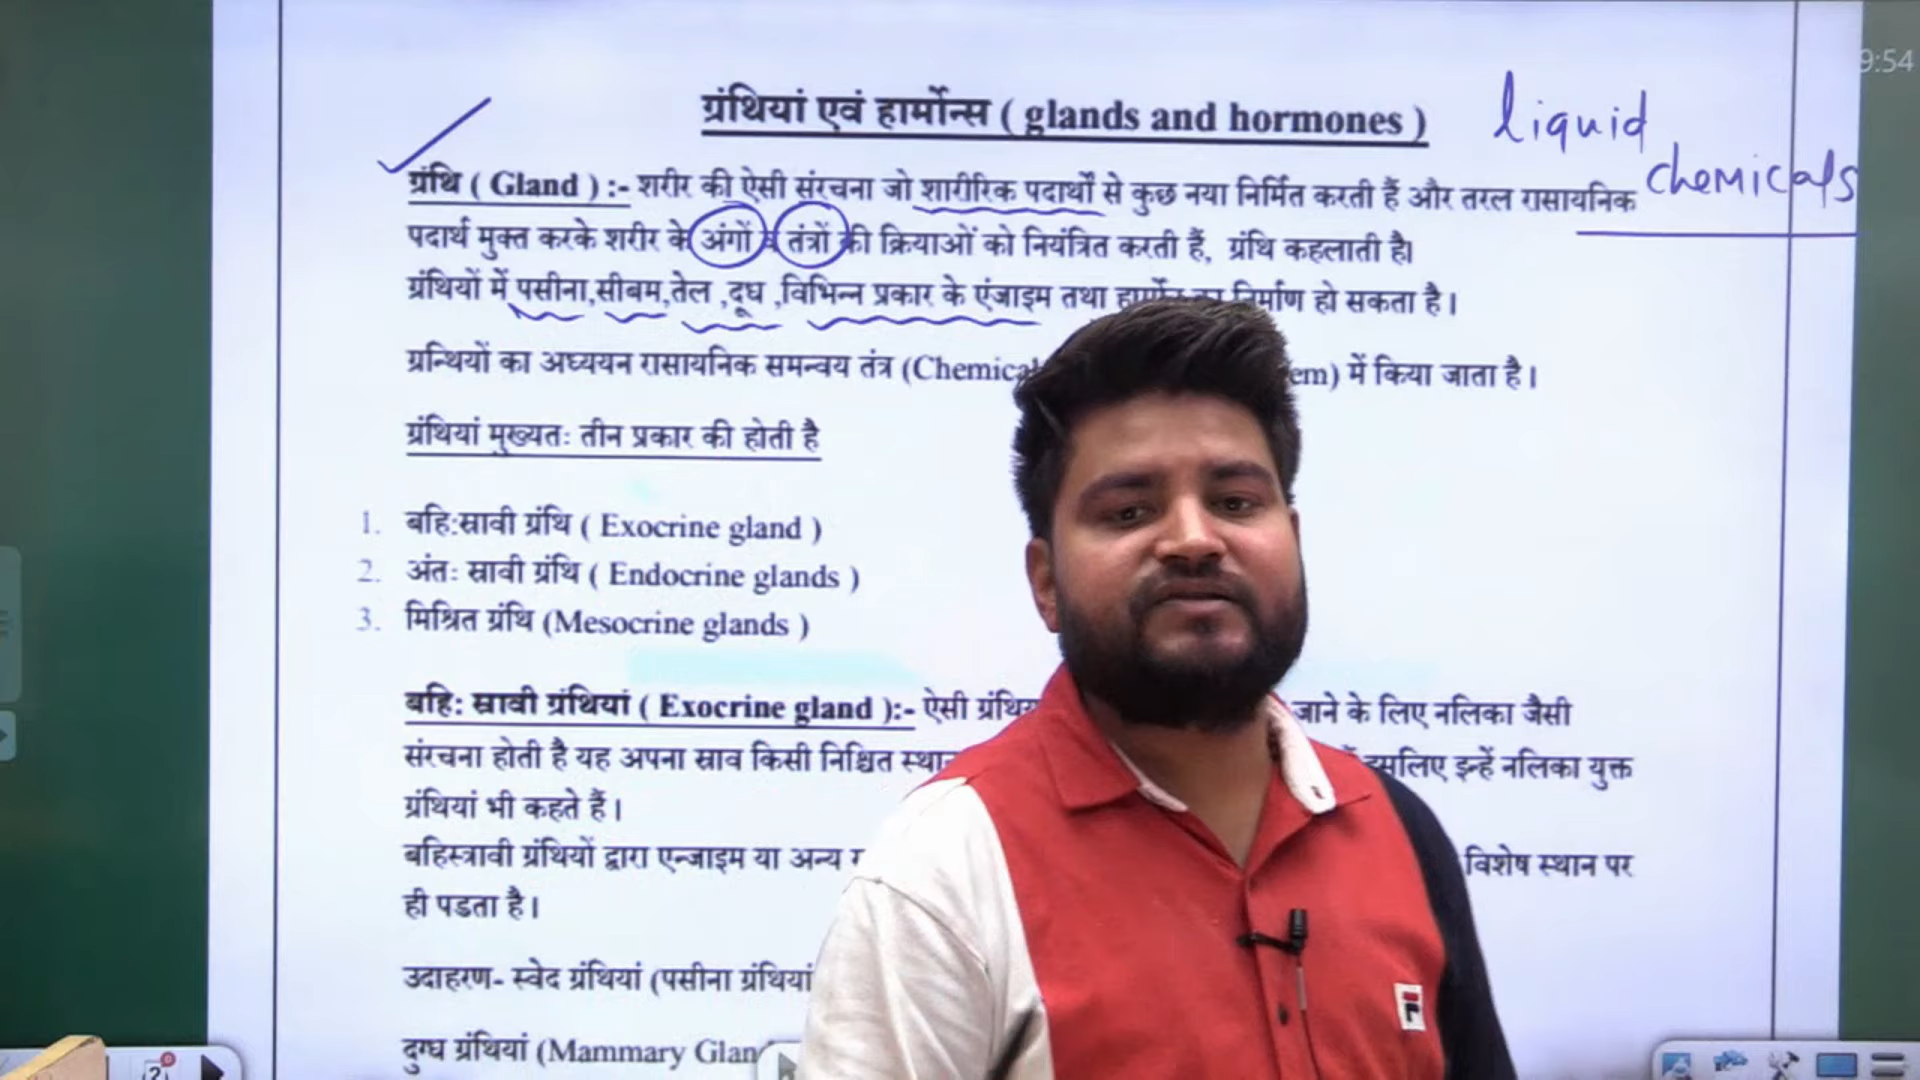 9:54
ग्रंथियां एवं हार्मोन्स ( glands and hormones )
liquid
chemicals
ग्रंथि ( Gland ) :- शरीर की ऐसी संरचना जो शारीरिक पदार्थों से कुछ नया निर्मित करती हैं और तरल रासायनिक
पदार्थ मुक्त करके शरीर के अंगों व तंत्रों की क्रियाओं को नियंत्रित करती हैं, ग्रंथि कहलाती है।
ग्रंथियों में पसीना,सीबम,तेल ,दूध ,विभिन्न प्रकार के एंजाइम तथा निर्माण हो सकता है।
ग्रन्थियों का अध्ययन रासायनिक समन्वय तंत्र (Chemical em) में किया जाता है।
ग्रंथियां मुख्यतः तीन प्रकार की होती है
1. बहि:स्रावी ग्रंथि ( Exocrine gland )
2. अंतः स्रावी ग्रंथि ( Endocrine glands )
3. मिश्रित ग्रंथि (Mesocrine glands )
बहि: स्रावी ग्रंथियां ( Exocrine gland ):- ऐसी जाने के लिए नलिका जैसी
संरचना होती है यह अपना स्राव किसी निश्चित इसलिए इन्हें नलिका युक्त
ग्रंथियां भी कहते हैं।
बहिस्त्रावी ग्रंथियों द्वारा एन्जाइम या अन्य विशेष स्थान पर
ही पडता है।
उदाहरण- स्वेद ग्रंथियां (पसीना ग्रंथियां
दुग्ध ग्रंथियां (Mammary Glan
2
F